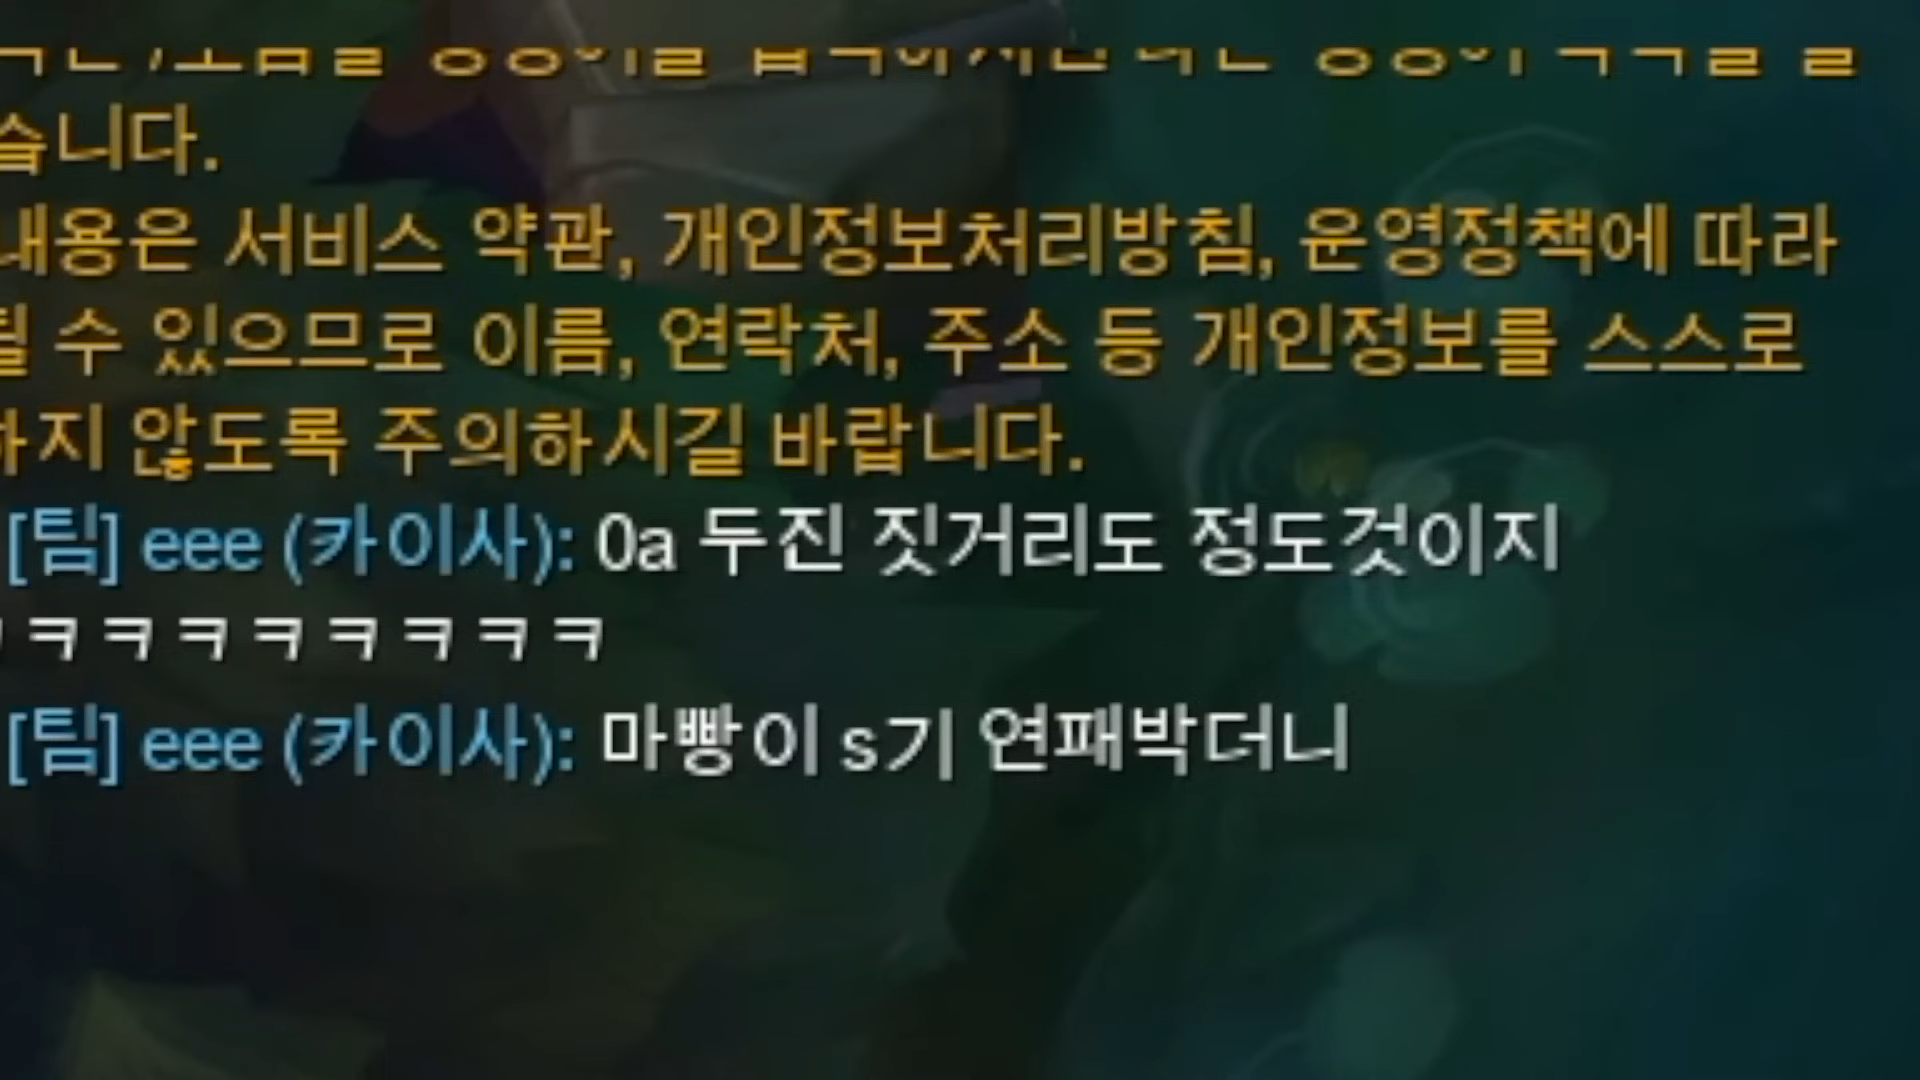 습니다.
내용은 서비스 약관, 개인정보처리방침, 운영정책에 따라
될 수 있으므로 이름, 연락처, 주소 등 개인정보를 스스로
하지 않도록 주의하시길 바랍니다.
[팀] eee (카이사): 0a 두진 짓거리도 정도것이지
ㅋㅋㅋㅋㅋㅋㅋㅋ
[팀] eee (카이사): 마빵이 s기 연패박더니